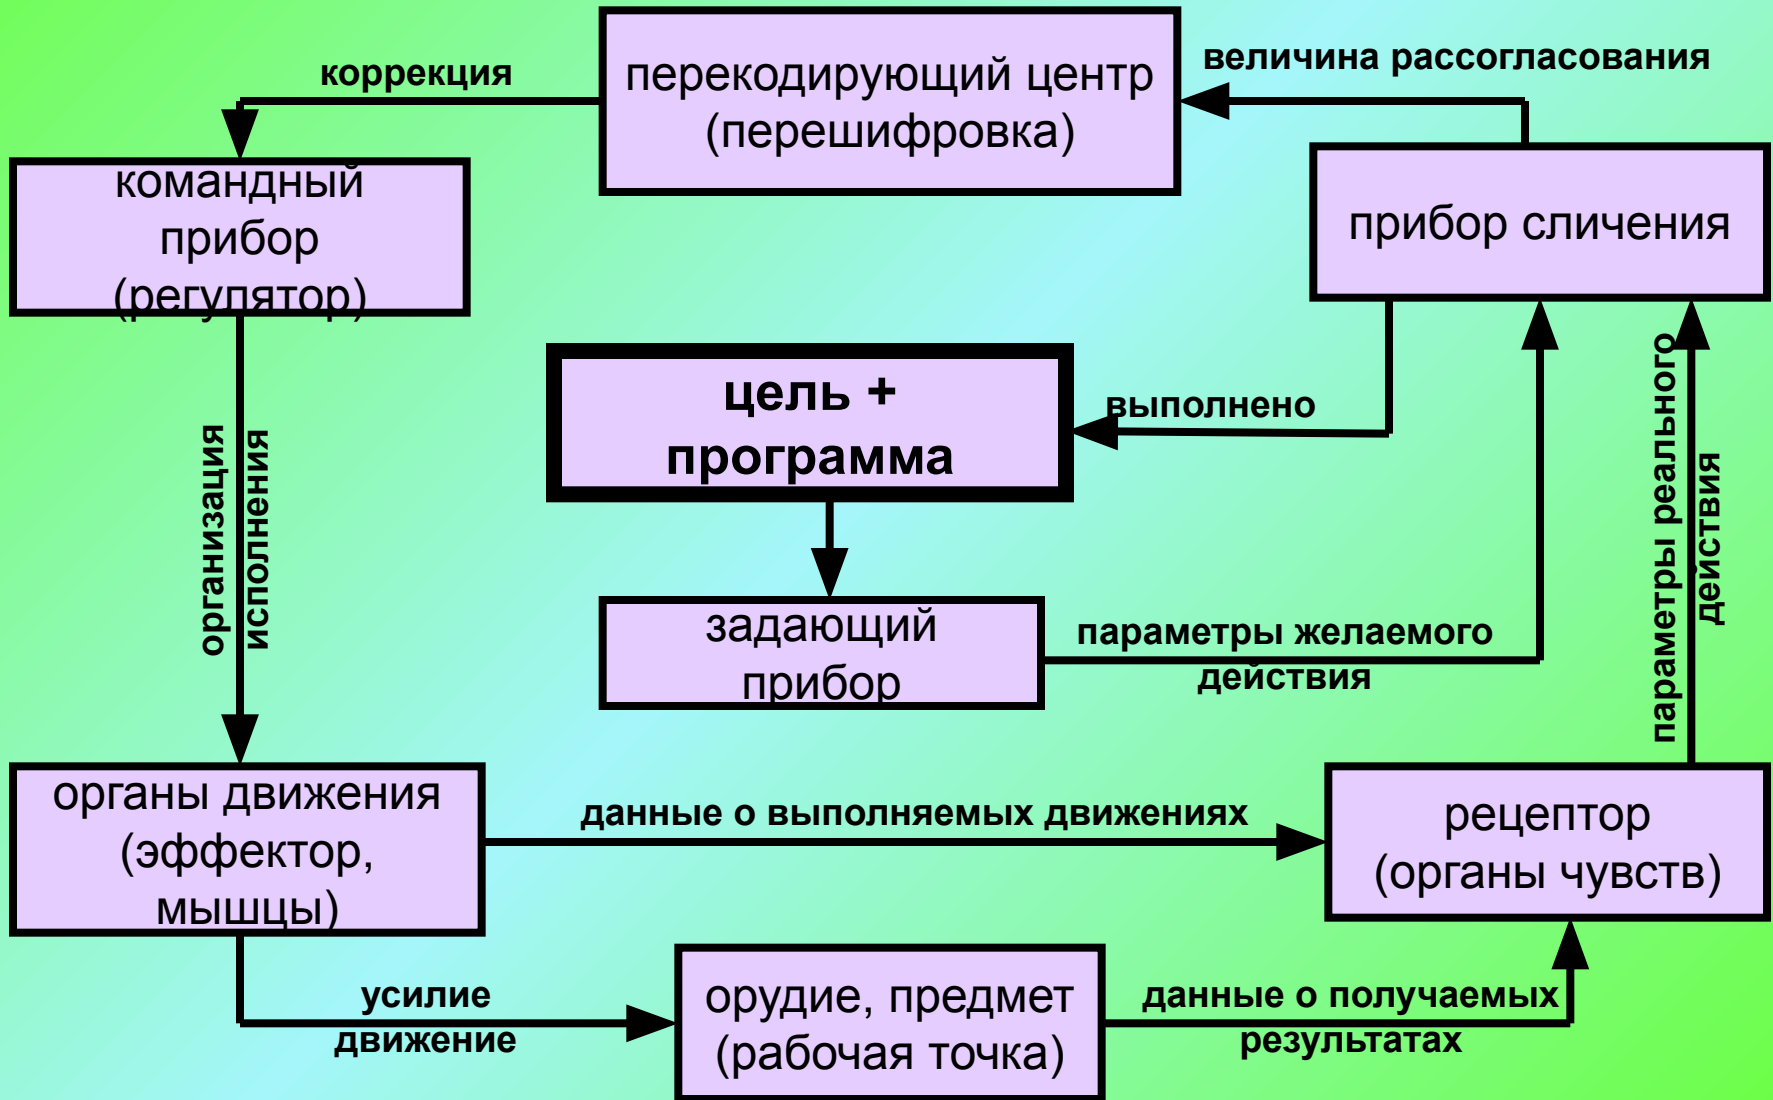 коррекция
перекодирующий центр
(перешифровка)
величина рассогласования
командный
прибор
(регулятор)
прибор сличения
цель +
программа
выполнено
организация
исполнения
параметры реального
действия
задающий
прибор
параметры желаемого
действия
органы движения
(эффектор,
мышцы)
данные о выполняемых движениях
рецептор
(органы чувств)
усилие
движение
орудие, предмет
(рабочая точка)
данные о получаемых
результатах